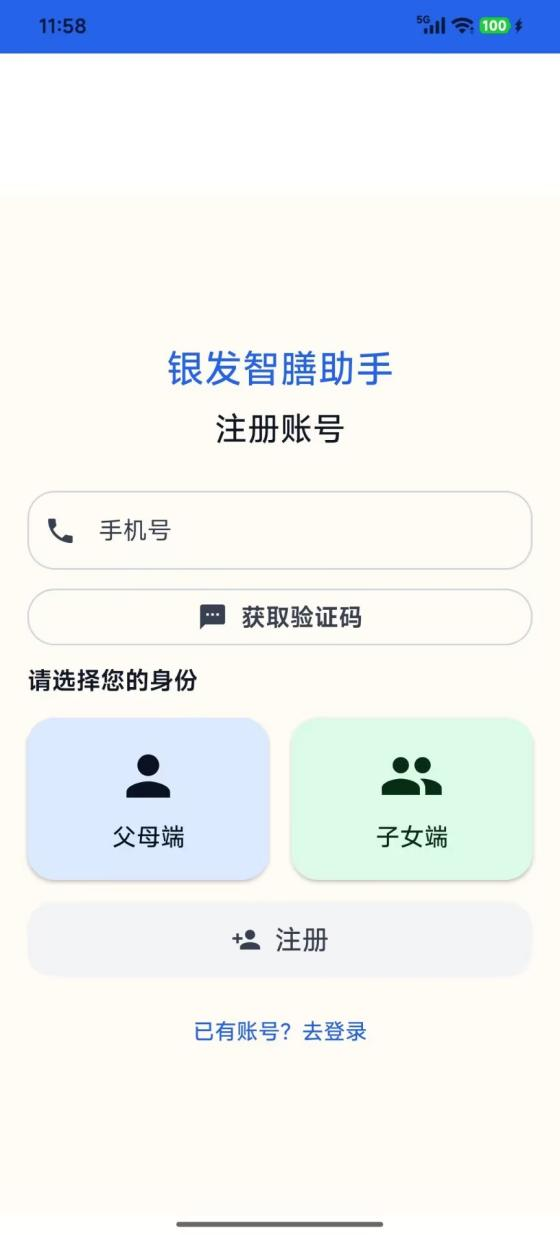 11:58
5G 100
银发智膳助手
注册账号
手机号
获取验证码
请选择您的身份
父母端
子女端
注册
已有账号？去登录